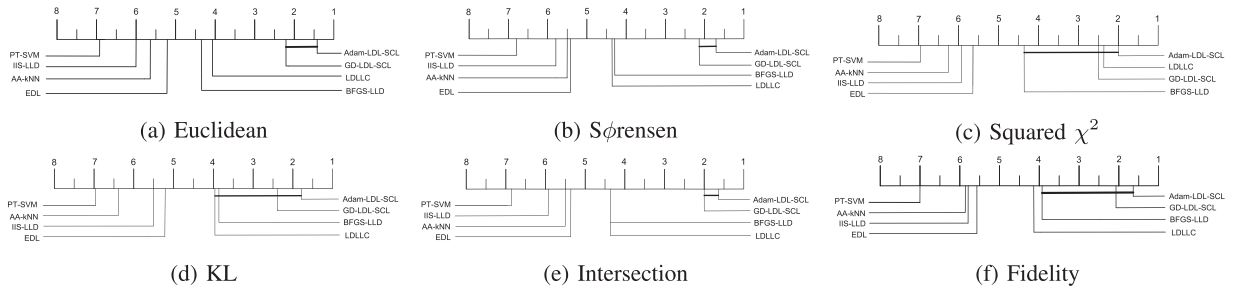 8 7 6 5 4 3 2 1
PT-SVM
IIS-LLD
AA-kNN
EDL
Adam-LDL-SCL
GD-LDL-SCL
LDLLC
BFGS-LLD
(a) Euclidean
8 7 6 5 4 3 2 1
PT-SVM
IIS-LLD
AA-kNN
EDL
Adam-LDL-SCL
GD-LDL-SCL
BFGS-LLD
LDLLC
(b) Sϕrensen
8 7 6 5 4 3 2 1
PT-SVM
AA-kNN
IIS-LLD
EDL
Adam-LDL-SCL
LDLLC
GD-LDL-SCL
BFGS-LLD
(c) Squared χ²
8 7 6 5 4 3 2 1
PT-SVM
AA-kNN
IIS-LLD
EDL
Adam-LDL-SCL
GD-LDL-SCL
BFGS-LLD
LDLLC
(d) KL
8 7 6 5 4 3 2 1
PT-SVM
IIS-LLD
AA-kNN
EDL
Adam-LDL-SCL
GD-LDL-SCL
BFGS-LLD
LDLLC
(e) Intersection
8 7 6 5 4 3 2 1
PT-SVM
AA-kNN
IIS-LLD
EDL
Adam-LDL-SCL
GD-LDL-SCL
BFGS-LLD
LDLLC
(f) Fidelity